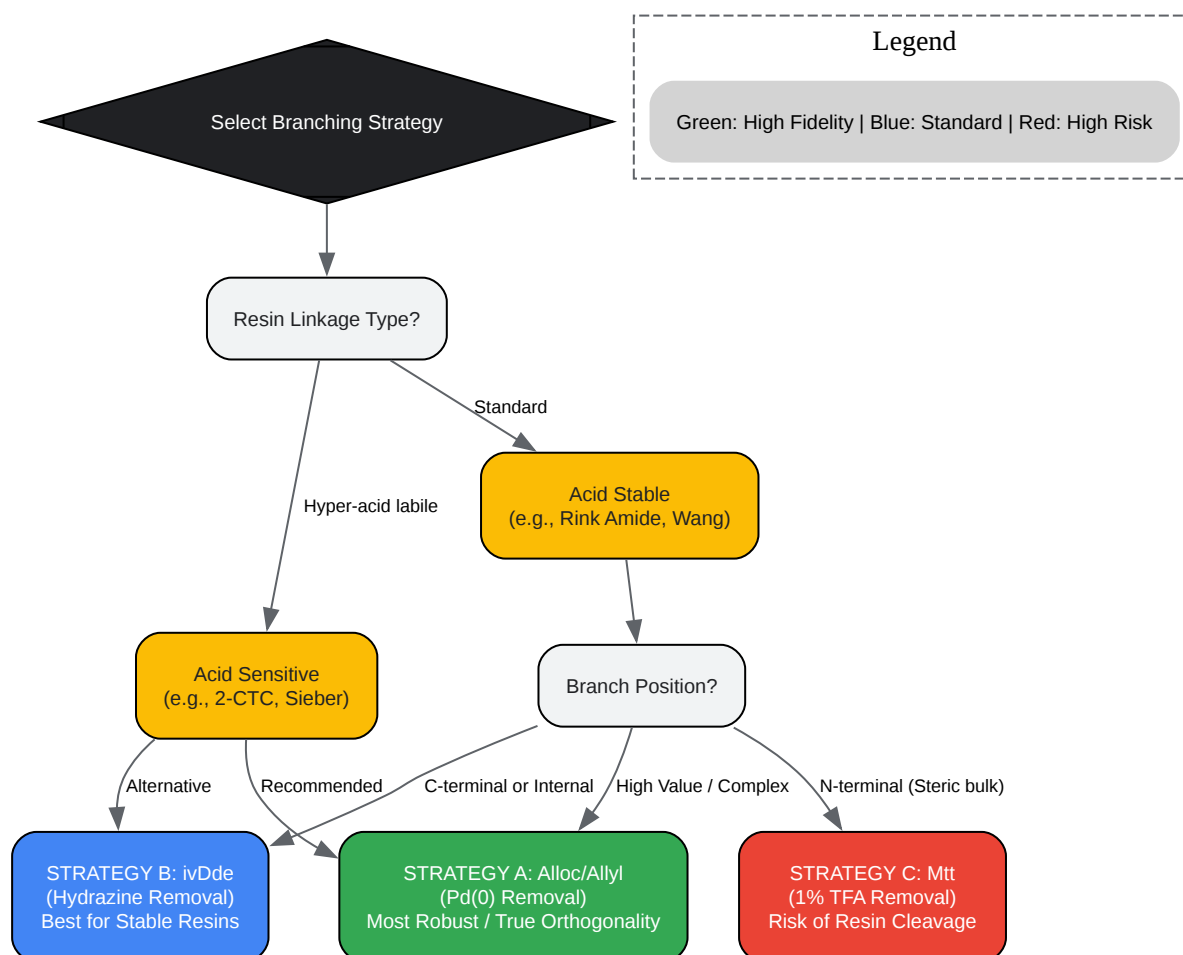 Legend
Select Branching Strategy
Green: High Fidelity | Blue: Standard | Red: High Risk
Resin Linkage Type?
Standard
Hyper-acid labile
Acid Stable
(e.g., Rink Amide, Wang)
Acid Sensitive
(e.g., 2-CTC, Sieber)
Branch Position?
Alternative
Recommended
C-terminal or Internal
High Value / Complex
N-terminal (Steric bulk)
STRATEGY B: ivDde
(Hydrazine Removal)
Best for Stable Resins
STRATEGY A: Alloc/Allyl
(Pd(0) Removal)
Most Robust / True Orthogonality
STRATEGY C: Mtt
(1% TFA Removal)
Risk of Resin Cleavage